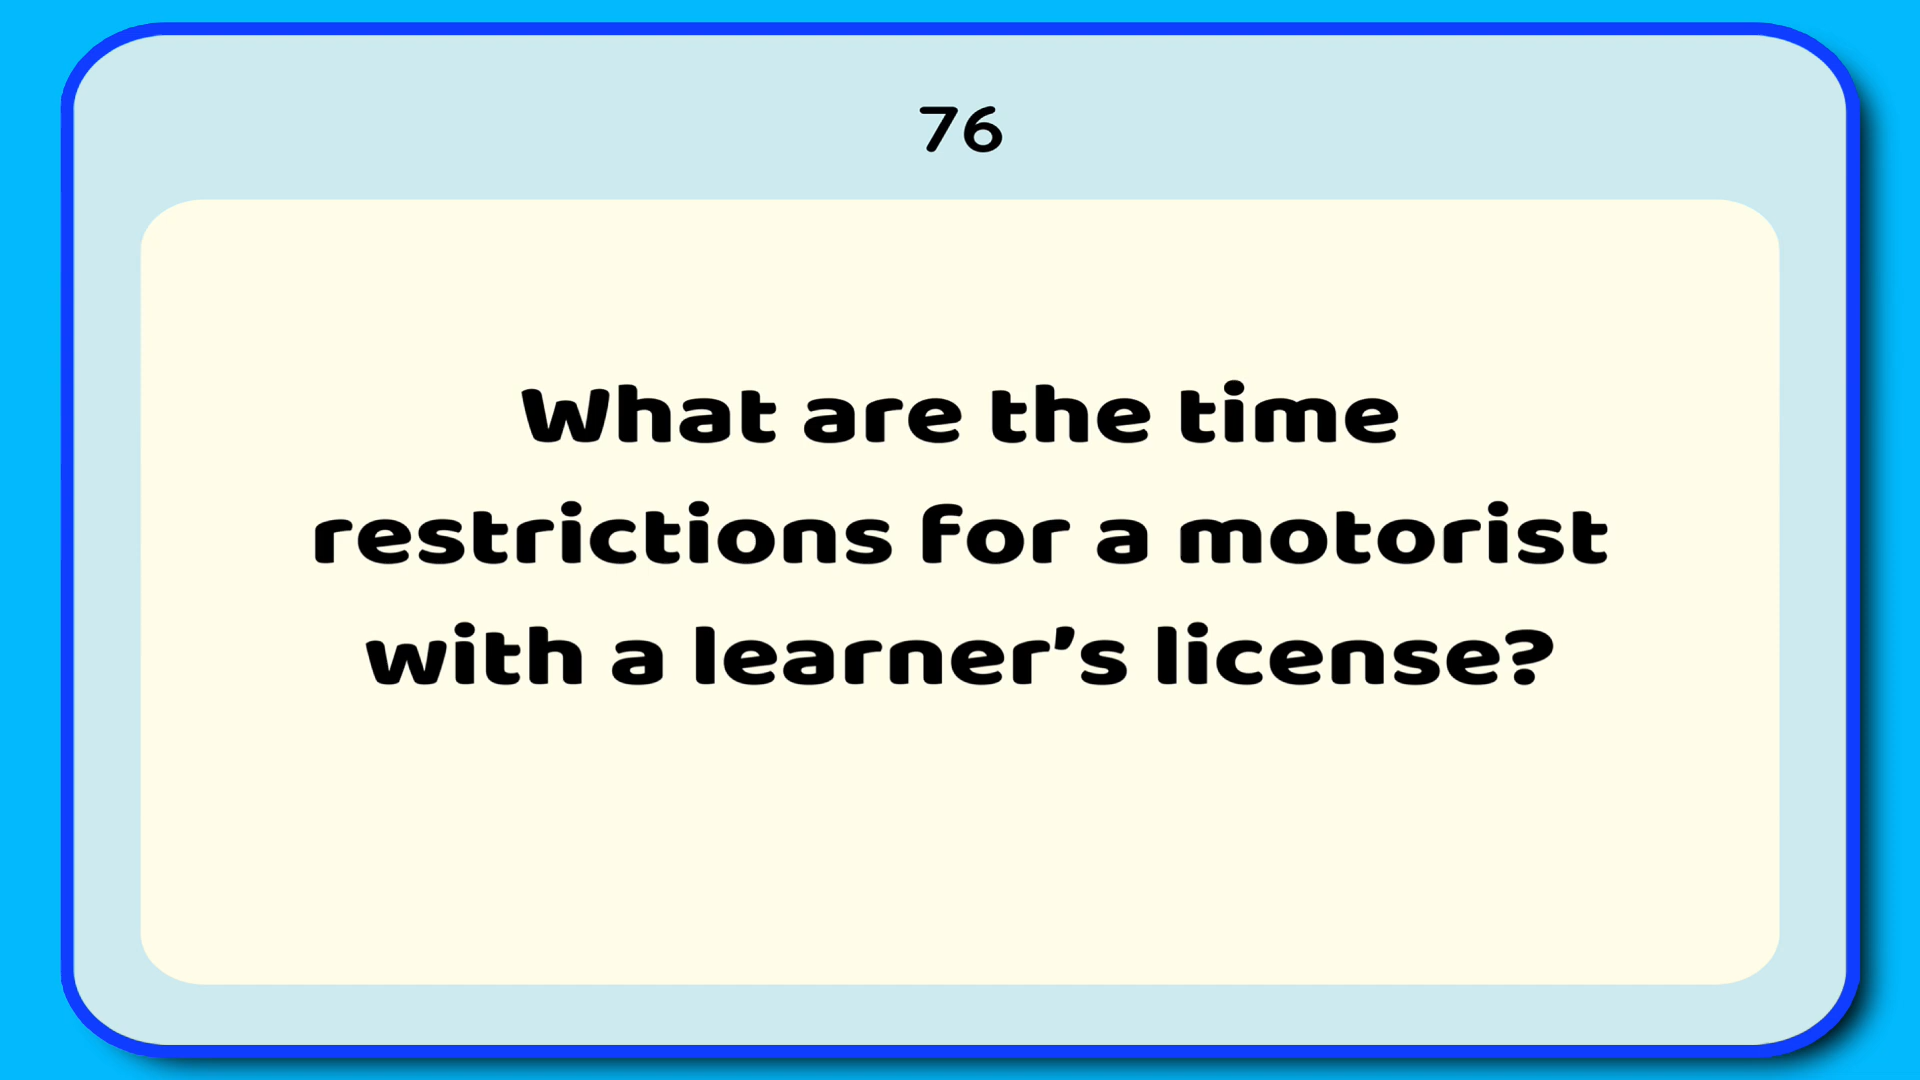 76
What are the time
restrictions for a motorist
with a learner’s license?